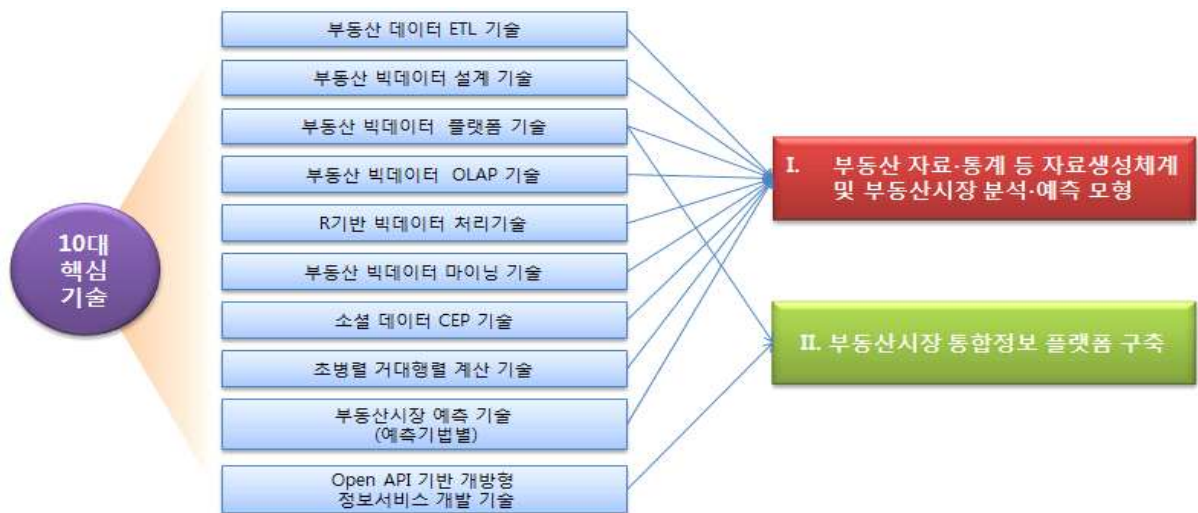 10대
핵심
기술
부동산 데이터 ETL 기술
부동산 빅데이터 설계 기술
부동산 빅데이터 플랫폼 기술
부동산 빅데이터 OLAP 기술
R기반 빅데이터 처리기술
부동산 빅데이터 마이닝 기술
소셜 데이터 CEP 기술
초병렬 거대행렬 계산 기술
부동산시장 예측 기술
(예측기법별)
Open API 기반 개방형
정보서비스 개발 기술
I. 부동산 자료·통계 등 자료생성체계
및 부동산시장 분석·예측 모형
II. 부동산시장 통합정보 플랫폼 구축